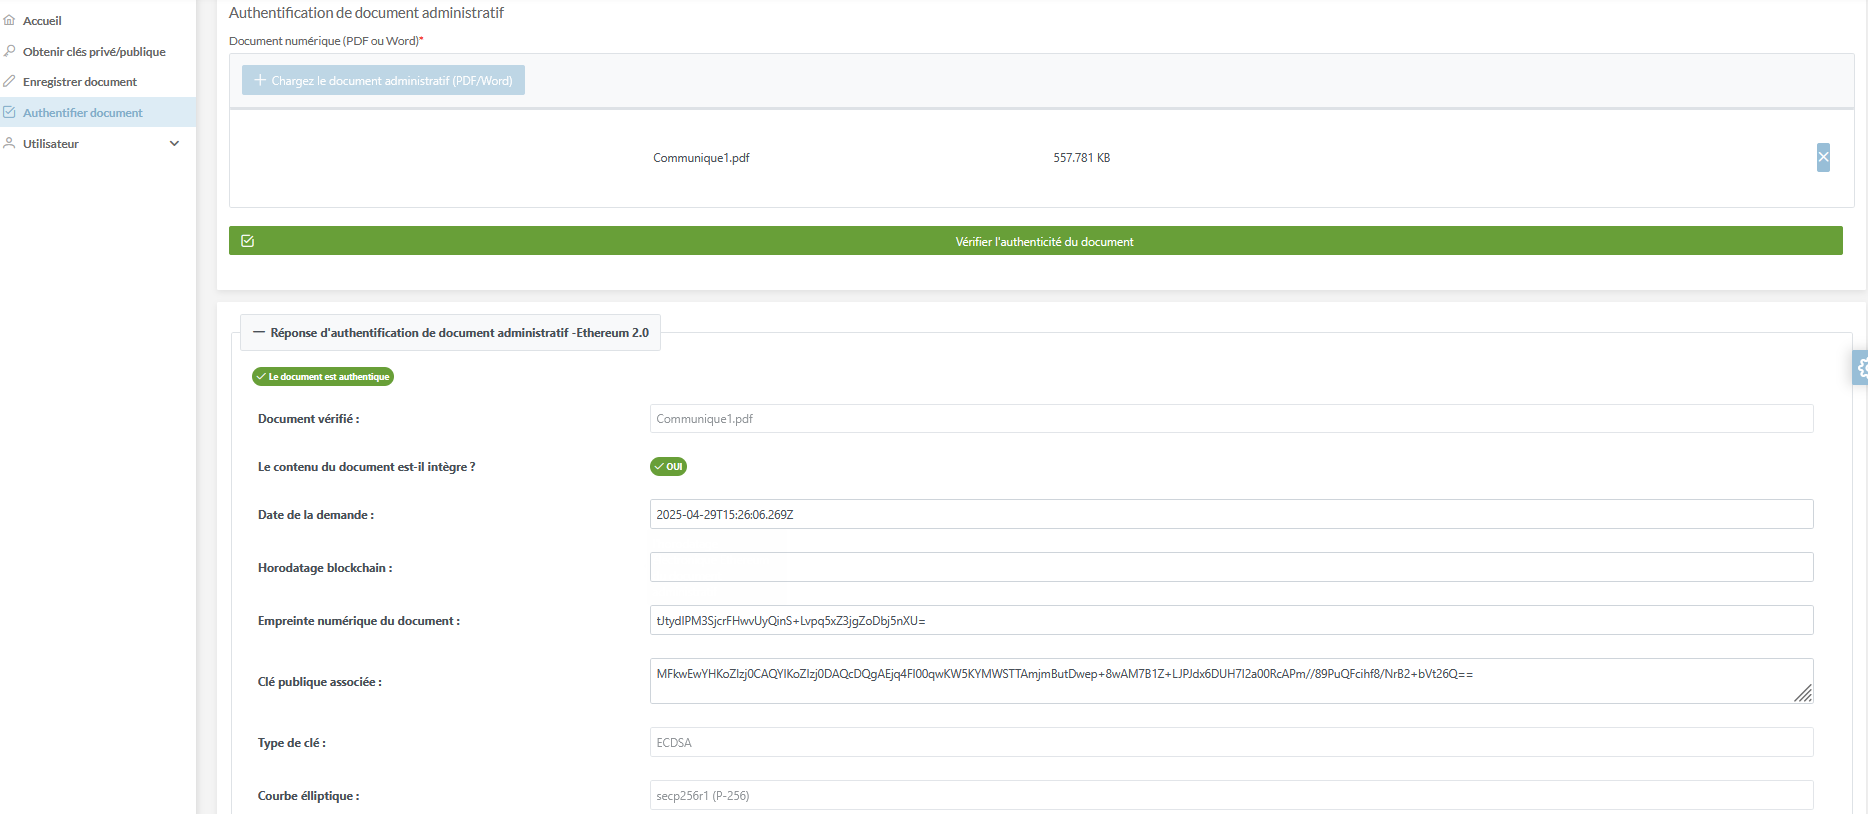 Accueil
Obtenir clés privé/publique
Enregistrer document
Authentifier document
Utilisateur
Authentification de document administratif
Document numérique (PDF ou Word)*
Chargez le document administratif (PDF/Word)
Communique1.pdf 557.781 KB
Vérifier l'authenticité du document
Réponse d'authentification de document administratif -Ethereum 2.0
Le document est authentique
Document vérifié : Communique1.pdf
Le contenu du document est-il intègre ? OUI
Date de la demande : 2025-04-29T15:26:06.269Z
Horodatage blockchain :
Empreinte numérique du document : tJtydIPM3SjcrFHwvUyQinS+Lvpq5xZ3jgZoDbj5nXU=
Clé publique associée : MFkwEwYHKoZIzj0CAQYIKoZIzj0DAQcDQgAEjq4Fl00qwKW5KYMWSTTAmjmButDwep+8wAM7B1Z+LJPJdx6DUH7I2a00RcAPm//89PuQFcihf8/NrB2+bVt26Q==
Type de clé : ECDSA
Courbe élliptique : secp256r1 (P-256)